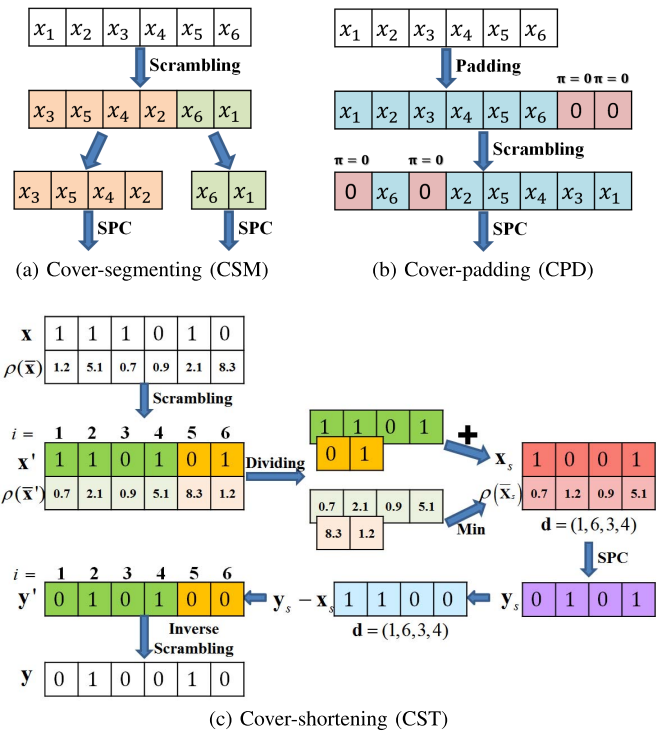 x₁ x₂ x₃ x₄ x₅ x₆
Scrambling
x₃ x₅ x₄ x₂ x₆ x₁
x₃ x₅ x₄ x₂ x₆ x₁
SPC SPC
(a) Cover-segmenting (CSM)
x₁ x₂ x₃ x₄ x₅ x₆
Padding
π = 0 π = 0
x₁ x₂ x₃ x₄ x₅ x₆ 0 0
Scrambling
π = 0 π = 0
0 x₆ 0 x₂ x₅ x₄ x₃ x₁
SPC
(b) Cover-padding (CPD)
x 1 1 1 0 1 0
ρ(x̄) 1.2 5.1 0.7 0.9 2.1 8.3
Scrambling
i = 1 2 3 4 5 6
x' 1 1 0 1 0 1
ρ(x̄') 0.7 2.1 0.9 5.1 8.3 1.2
Dividing
1 1 0 1
0 1
+
0.7 2.1 0.9 5.1
8.3 1.2
Min
xₛ 1 0 0 1
ρ(x̄ₛ) 0.7 1.2 0.9 5.1
d = (1,6,3,4)
SPC
yₛ 0 1 0 1
yₛ − xₛ 1 1 0 0
d = (1,6,3,4)
i = 1 2 3 4 5 6
y' 0 1 0 1 0 0
Inverse
Scrambling
y 0 1 0 0 1 0
(c) Cover-shortening (CST)